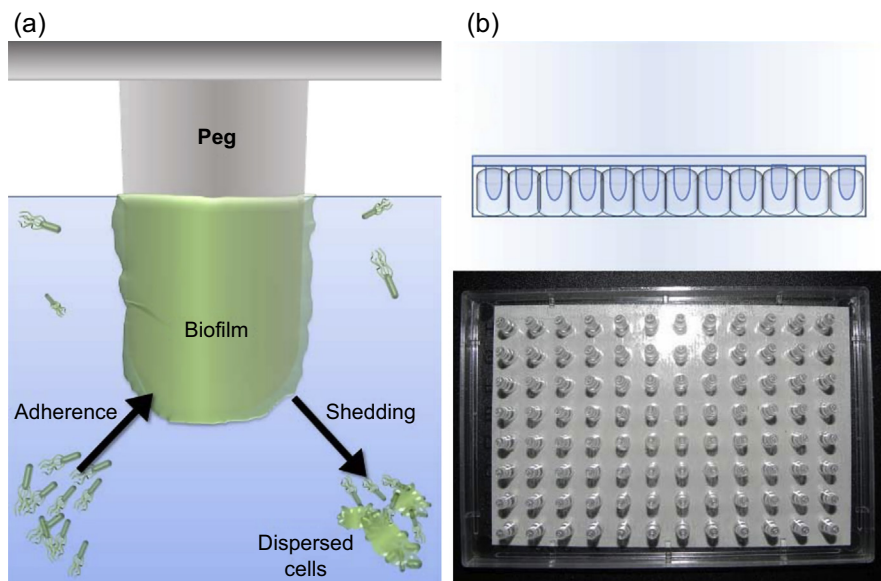 (a)
(b)
Peg
Biofilm
Adherence
Shedding
Dispersed
cells